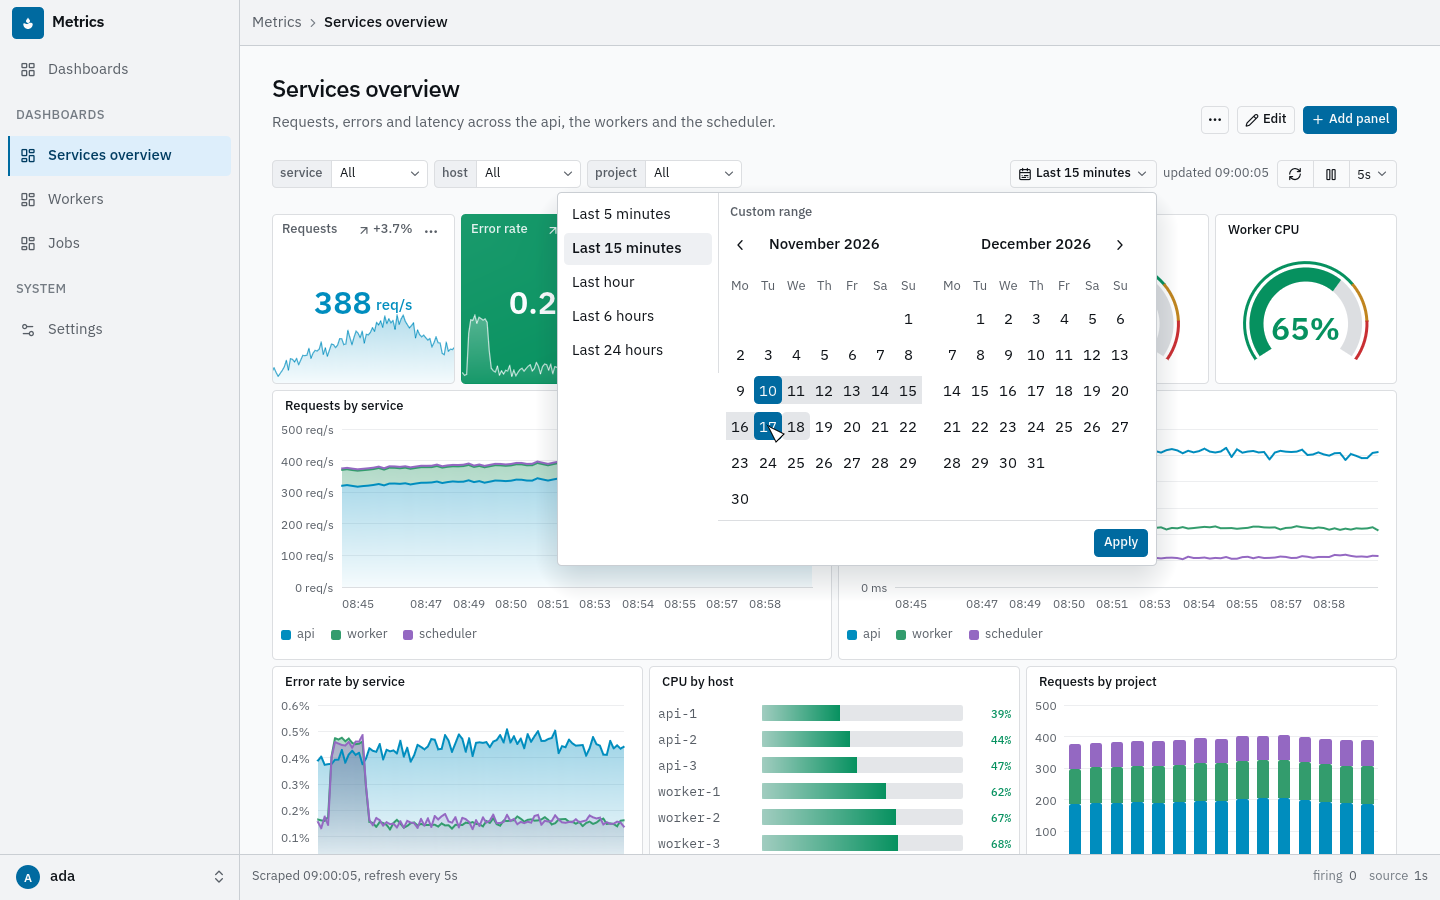 Metrics
Metrics > Services overview
Dashboards
DASHBOARDS
Services overview
Workers
Jobs
SYSTEM
Settings
A ada
Services overview
Requests, errors and latency across the api, the workers and the scheduler.
Edit
Add panel
service All
host All
project All
Last 15 minutes
updated 09:00:05
5s
Last 5 minutes
Last 15 minutes
Last hour
Last 6 hours
Last 24 hours
Custom range
November 2026
Mo Tu We Th Fr Sa Su
1
2 3 4 5 6 7 8
9 10 11 12 13 14 15
16 17 18 19 20 21 22
23 24 25 26 27 28 29
30
December 2026
Mo Tu We Th Fr Sa Su
1 2 3 4 5 6
7 8 9 10 11 12 13
14 15 16 17 18 19 20
21 22 23 24 25 26 27
28 29 30 31
Apply
Requests +3.7%
388 req/s
Error rate
0.2
Worker CPU
65%
Requests by service
500 req/s
400 req/s
300 req/s
200 req/s
100 req/s
0 req/s
08:45 08:47 08:49 08:50 08:51 08:53 08:54 08:55 08:57 08:58
api worker scheduler
0 ms
08:45 08:47 08:49 08:50 08:51 08:53 08:54 08:55 08:57 08:58
api worker scheduler
Error rate by service
0.6%
0.5%
0.4%
0.3%
0.2%
0.1%
CPU by host
api-1 39%
api-2 44%
api-3 47%
worker-1 62%
worker-2 67%
worker-3 68%
Requests by project
500
400
300
200
100
Scraped 09:00:05, refresh every 5s
firing 0 source 1s